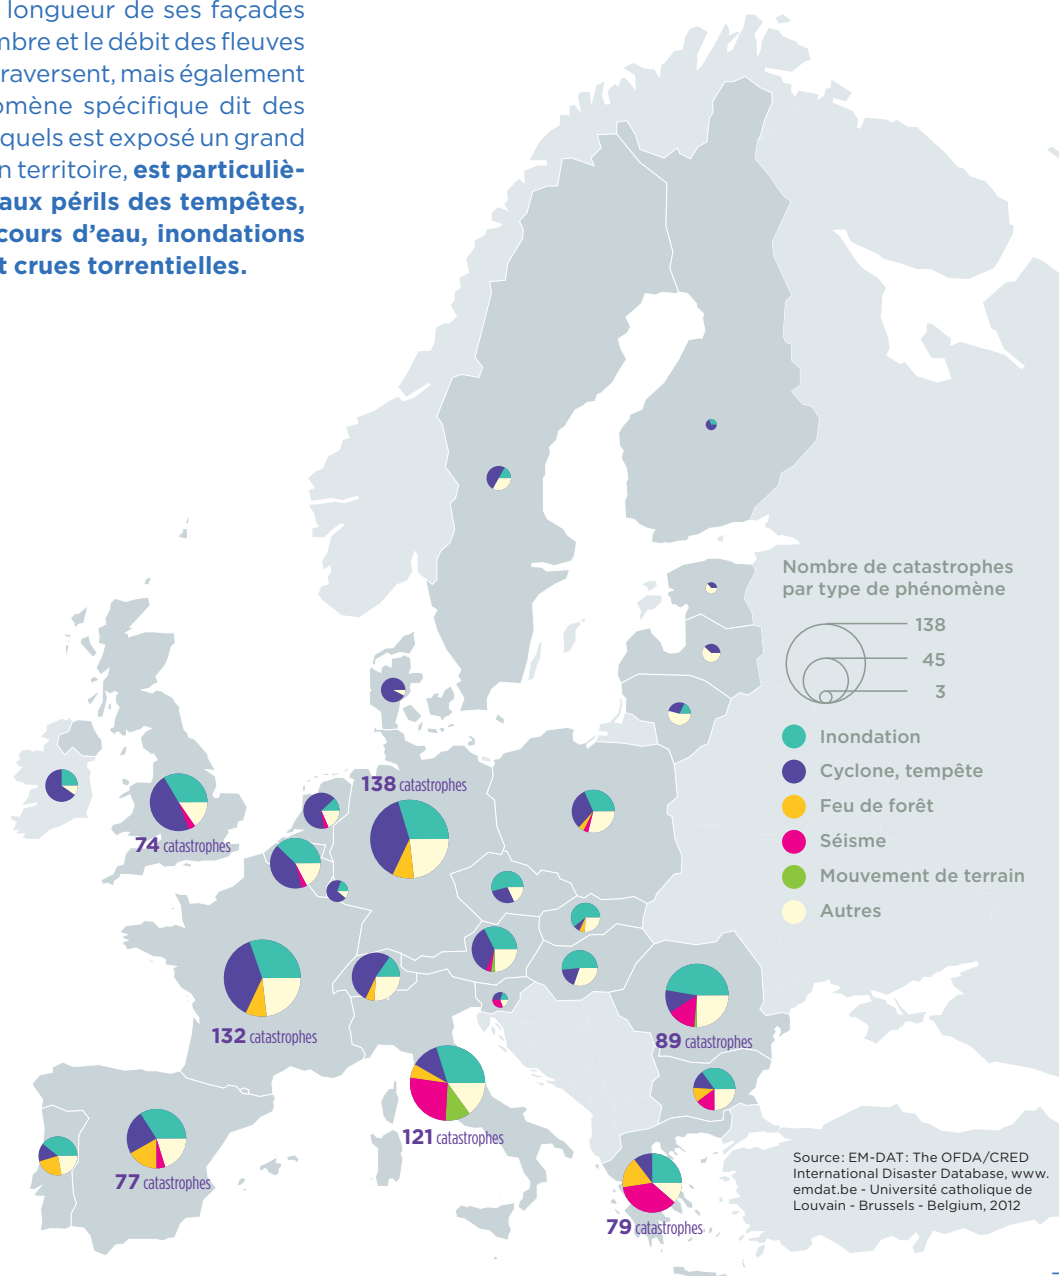 longueur de ses façades
mbre et le débit des fleuves
raversent, mais également
omène spécifique dit des
quels est exposé un grand
n territoire, est particuliè-
aux périls des tempêtes,
cours d’eau, inondations
t crues torrentielles.
Nombre de catastrophes
par type de phénomène
138
45
3
Inondation
Cyclone, tempête
Feu de forêt
Séisme
Mouvement de terrain
Autres
138 catastrophes
74 catastrophes
132 catastrophes
89 catastrophes
121 catastrophes
77 catastrophes
79 catastrophes
Source: EM-DAT: The OFDA/CRED
International Disaster Database, www.
emdat.be - Université catholique de
Louvain - Brussels - Belgium, 2012